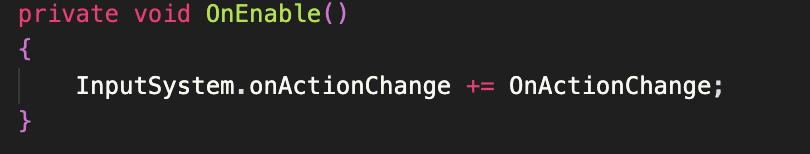 private void OnEnable()
{
    InputSystem.onActionChange += OnActionChange;
}